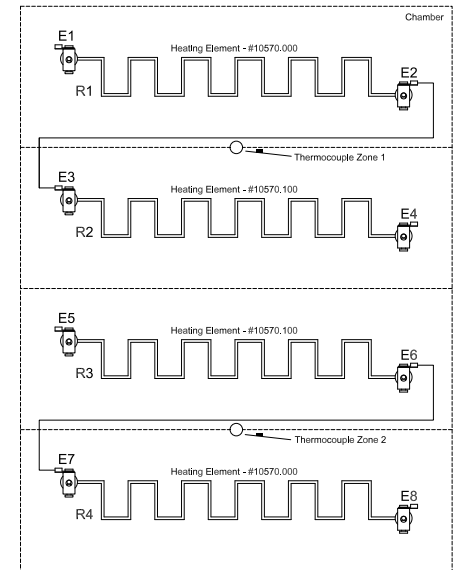 Chamber
E1
Heating Element - #10570.000
E2
R1
Thermocouple Zone 1
E3
Heating Element - #10570.100
E4
R2
E5
Heating Element - #10570.100
E6
R3
Thermocouple Zone 2
E7
Heating Element - #10570.000
E8
R4